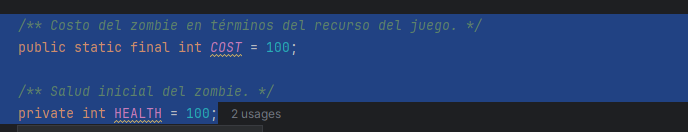 /** Costo del zombie en términos del recurso del juego. */
public static final int COST = 100;
/** Salud inicial del zombie. */
private int HEALTH = 100; 2 usages